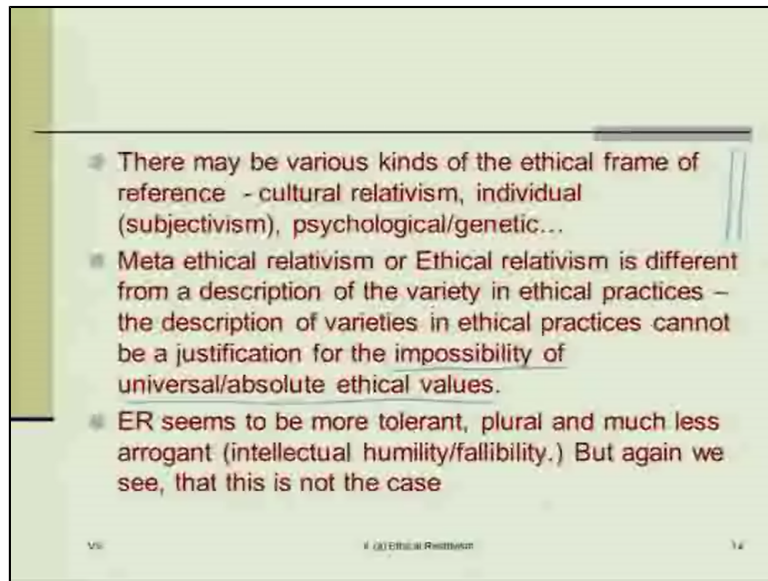 There may be various kinds of the ethical frame of
reference - cultural relativism, individual
(subjectivism), psychological/genetic...
Meta ethical relativism or Ethical relativism is different
from a description of the variety in ethical practices –
the description of varieties in ethical practices cannot
be a justification for the impossibility of
universal/absolute ethical values.
ER seems to be more tolerant, plural and much less
arrogant (intellectual humility/fallibility.) But again we
see, that this is not the case
Ethical Relativism